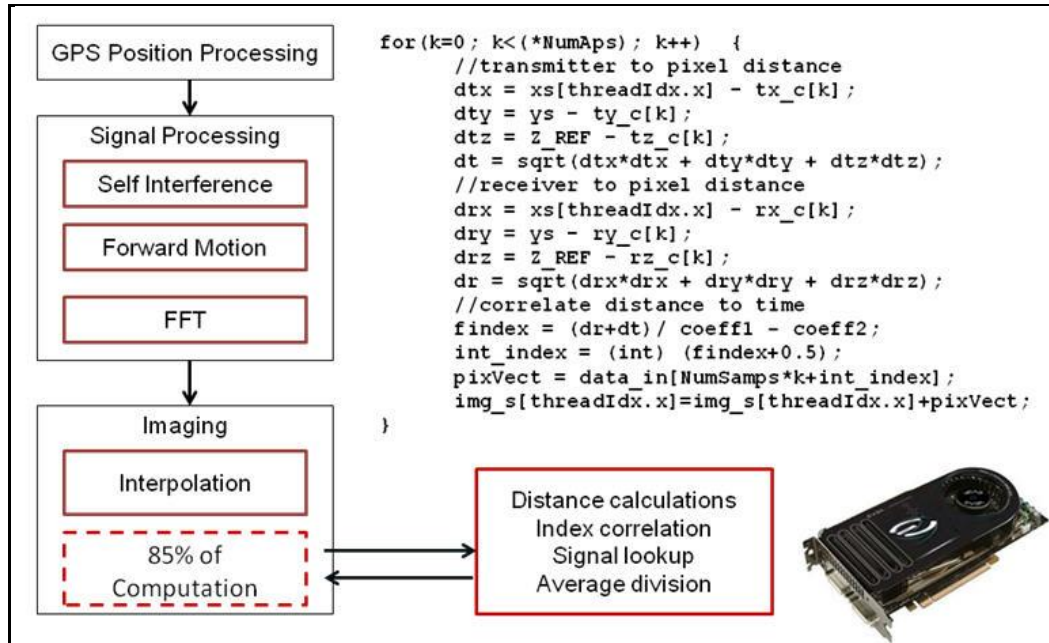 GPS Position Processing
Signal Processing
Self Interference
Forward Motion
FFT
Imaging
Interpolation
85% of
Computation
for(k=0; k<(*NumAps); k++) {
//transmitter to pixel distance
dtx = xs[threadIdx.x] - tx_c[k];
dty = ys - ty_c[k];
dtz = Z_REF - tz_c[k];
dt = sqrt(dtx*dtx + dty*dty + dtz*dtz);
//receiver to pixel distance
drx = xs[threadIdx.x] - rx_c[k];
dry = ys - ry_c[k];
drz = Z_REF - rz_c[k];
dr = sqrt(drx*drx + dry*dry + drz*drz);
//correlate distance to time
findex = (dr+dt)/ coeff1 - coeff2;
int_index = (int) (findex+0.5);
pixVect = data_in[NumSamps*k+int_index];
img_s[threadIdx.x]=img_s[threadIdx.x]+pixVect;
}
Distance calculations
Index correlation
Signal lookup
Average division